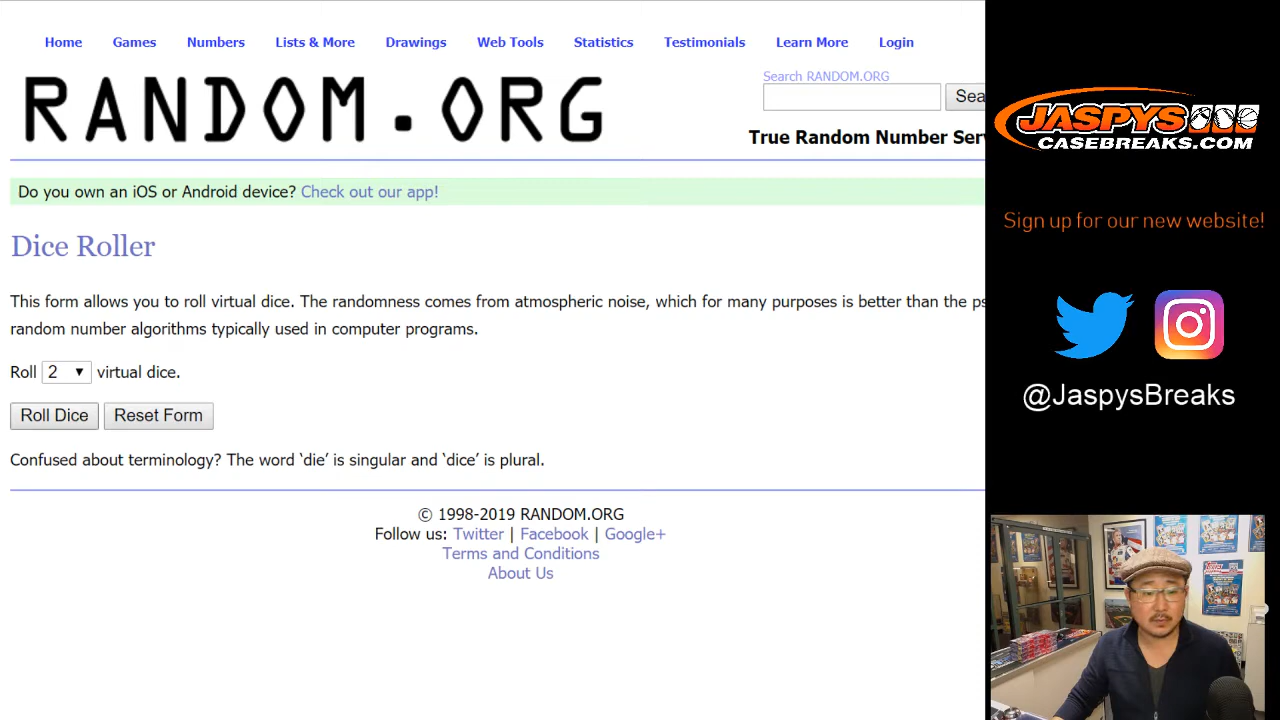 Home Games Numbers Lists & More Drawings Web Tools Statistics Testimonials Learn More Login
RANDOM.ORG
Search RANDOM.ORG
Sea
True Random Number Ser
Do you own an iOS or Android device? Check out our app!
Dice Roller
This form allows you to roll virtual dice. The randomness comes from atmospheric noise, which for many purposes is better than the ps
random number algorithms typically used in computer programs.
Roll 2 virtual dice.
Roll Dice Reset Form
Confused about terminology? The word ‘die’ is singular and ‘dice’ is plural.
© 1998-2019 RANDOM.ORG
Follow us: Twitter | Facebook | Google+
Terms and Conditions
About Us
JASPYS
CASEBREAKS.COM
Sign up for our new website!
@JaspysBreaks